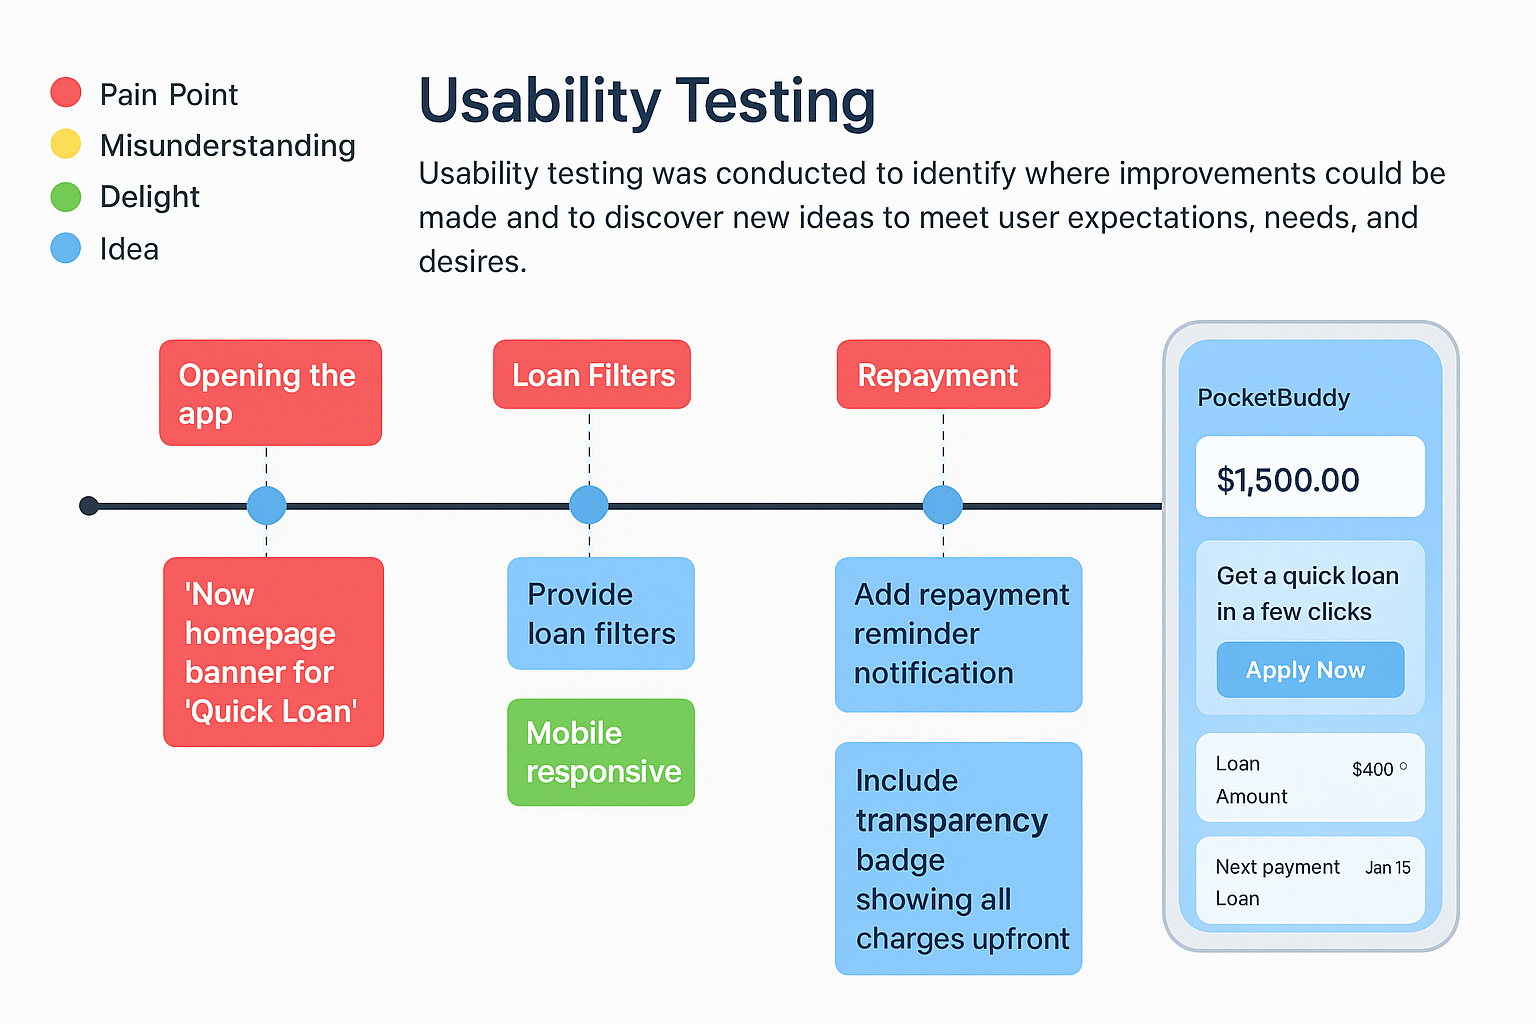 Pain Point
Misunderstanding
Delight
Idea
Usability Testing
Usability testing was conducted to identify where improvements could be
made and to discover new ideas to meet user expectations, needs, and
desires.
Opening the
app
'Now
homepage
banner for
'Quick Loan'
Loan Filters
Provide
loan filters
Mobile
responsive
Repayment
Add repayment
reminder
notification
Include
transparency
badge
showing all
charges upfront
PocketBuddy
$1,500.00
Get a quick loan
in a few clicks
Apply Now
Loan
Amount
$400
Next payment
Loan
Jan 15